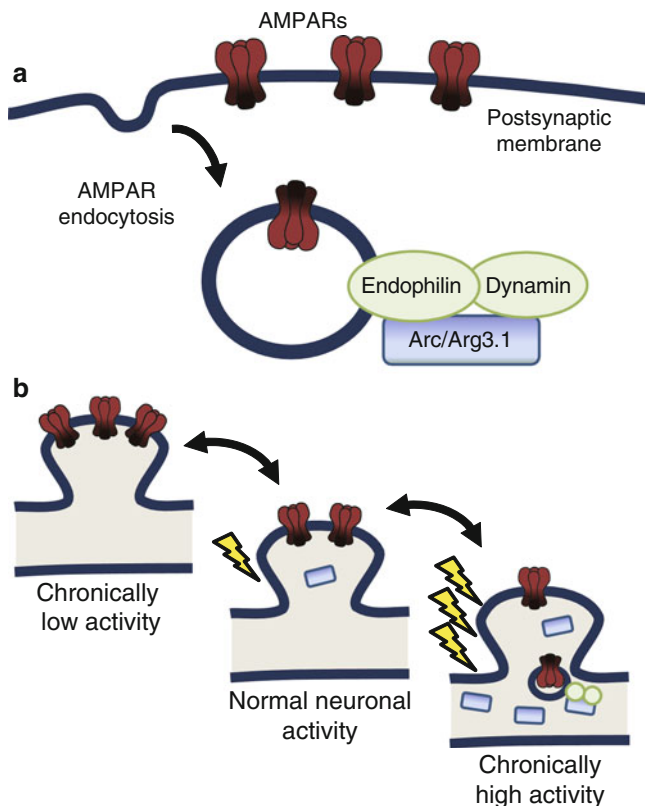 AMPARs
a
Postsynaptic
membrane
AMPAR
endocytosis
Endophilin
Dynamin
Arc/Arg3.1
b
Chronically
low activity
Normal neuronal
activity
Chronically
high activity